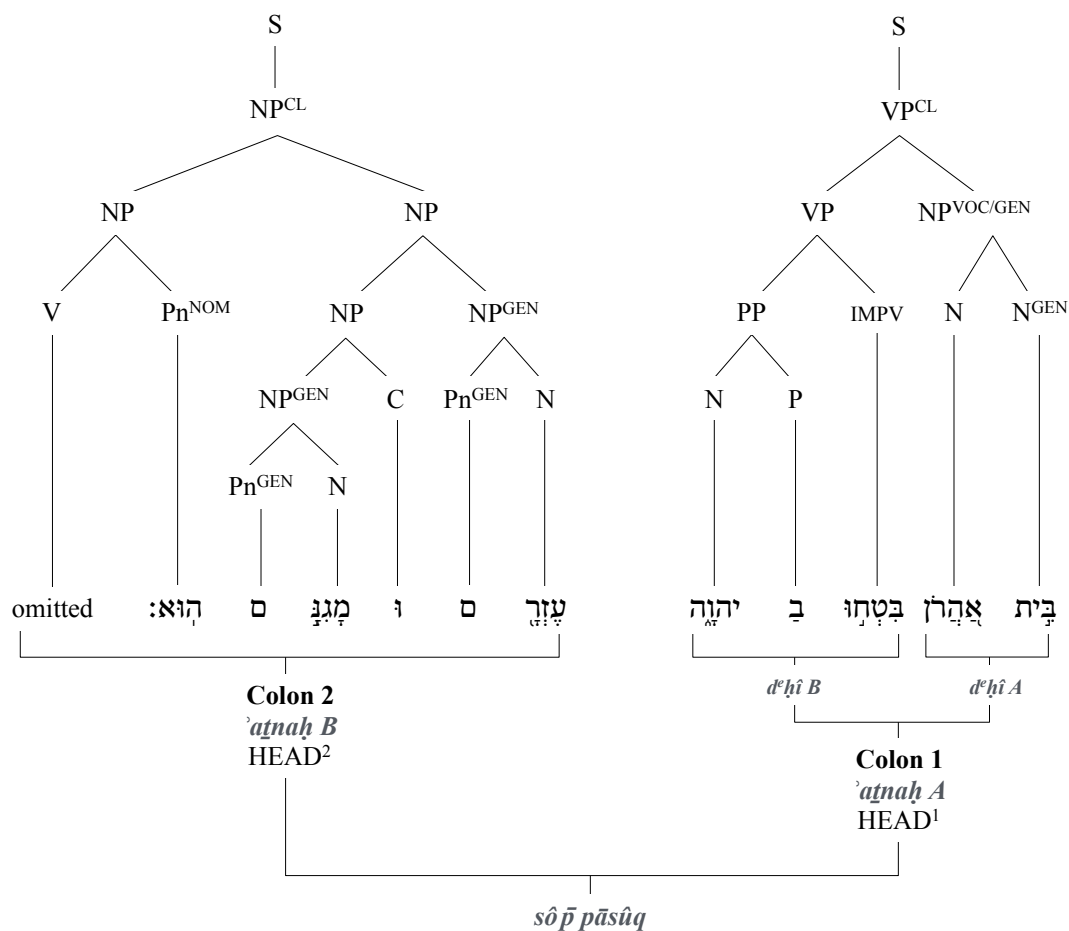 S S
NP^CL VP^CL
NP NP VP NP^VOC/GEN
V Pn^NOM NP NP^GEN PP IMPV N N^GEN
NP^GEN C Pn^GEN N N P
Pn^GEN N
בֵּ֣ית אַ֭הֲרֹן בִּטְח֣וּ בַ יהוָ֑ה
עֶזְרָ֖ ם וּ מָגִנָּ֣ ם הֽוּא׃ omitted
dᵉḥî B dᵉḥî A
Colon 2
ʾaṯnaḥ B
HEAD²
Colon 1
ʾaṯnaḥ A
HEAD¹
sôp̄ pāsûq